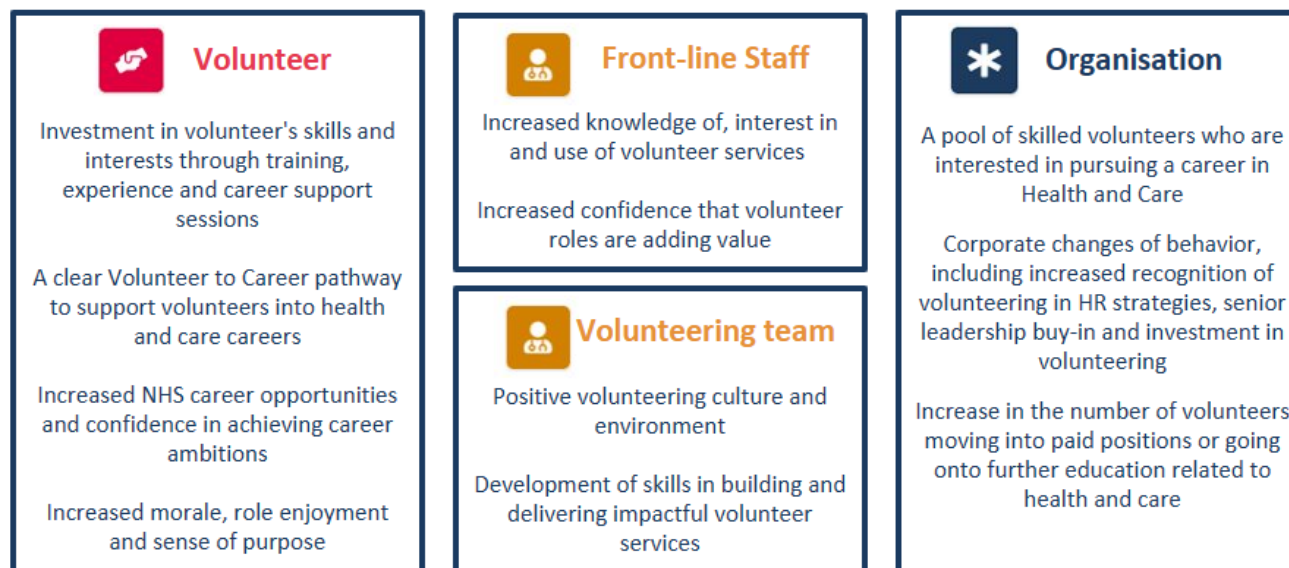 Volunteer
Investment in volunteer's skills and
interests through training,
experience and career support
sessions
A clear Volunteer to Career pathway
to support volunteers into health
and care careers
Increased NHS career opportunities
and confidence in achieving career
ambitions
Increased morale, role enjoyment
and sense of purpose
Front-line Staff
Increased knowledge of, interest in
and use of volunteer services
Increased confidence that volunteer
roles are adding value
Volunteering team
Positive volunteering culture and
environment
Development of skills in building and
delivering impactful volunteer
services
Organisation
A pool of skilled volunteers who are
interested in pursuing a career in
Health and Care
Corporate changes of behavior,
including increased recognition of
volunteering in HR strategies, senior
leadership buy-in and investment in
volunteering
Increase in the number of volunteers
moving into paid positions or going
onto further education related to
health and care